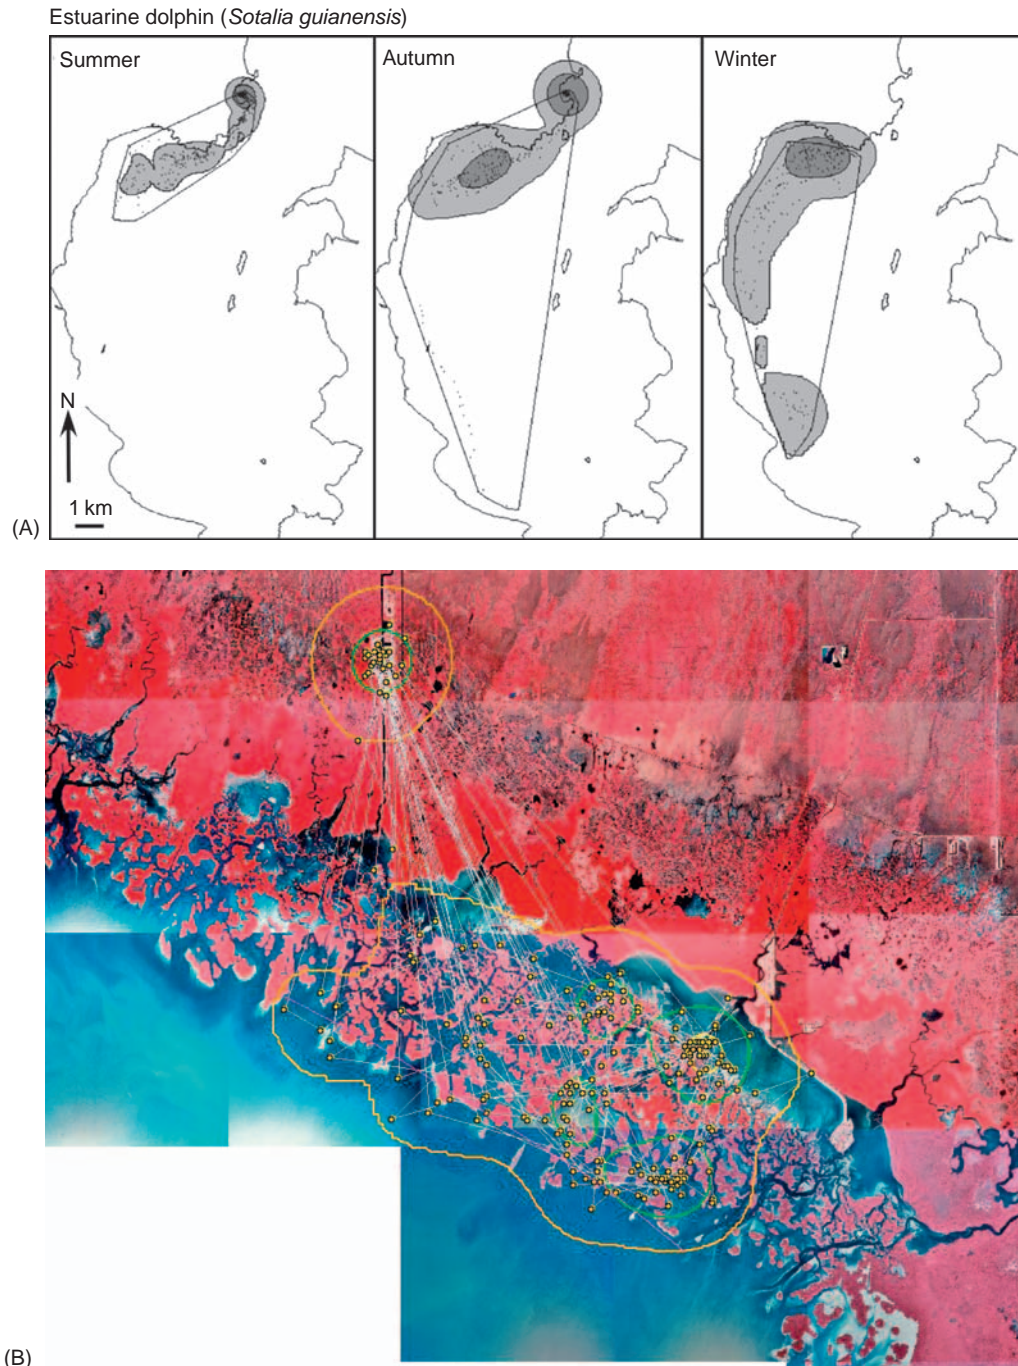 Estuarine dolphin (Sotalia guianensis)
Summer
Autumn
Winter
N
1 km
(A)
(B)